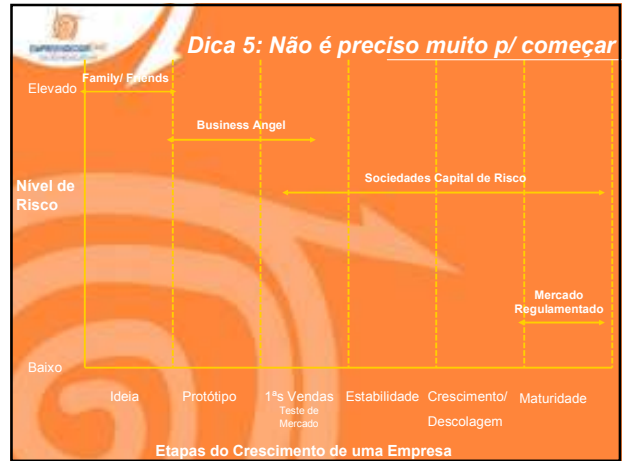 Dica 5: Não é preciso muito p/ começar
Family/ Friends
Elevado
Business Angel
Sociedades Capital de Risco
Nível de
Risco
Mercado
Regulamentado
Baixo
Ideia
Protótipo
1ªs Vendas
Teste de
Mercado
Estabilidade
Crescimento/
Descolagem
Maturidade
Etapas do Crescimento de uma Empresa